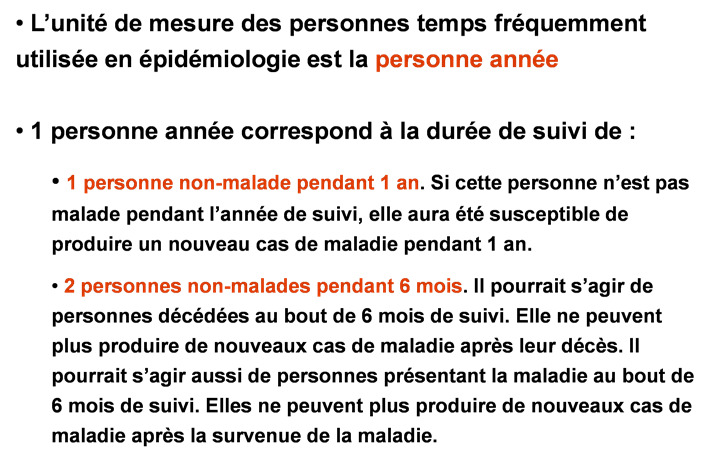 • L’unité de mesure des personnes temps fréquemment
utilisée en épidémiologie est la personne année
• 1 personne année correspond à la durée de suivi de :
• 1 personne non-malade pendant 1 an. Si cette personne n’est pas
malade pendant l’année de suivi, elle aura été susceptible de
produire un nouveau cas de maladie pendant 1 an.
• 2 personnes non-malades pendant 6 mois. Il pourrait s’agir de
personnes décédées au bout de 6 mois de suivi. Elle ne peuvent
plus produire de nouveaux cas de maladie après leur décès. Il
pourrait s’agir aussi de personnes présentant la maladie au bout de
6 mois de suivi. Elles ne peuvent plus produire de nouveaux cas de
maladie après la survenue de la maladie.